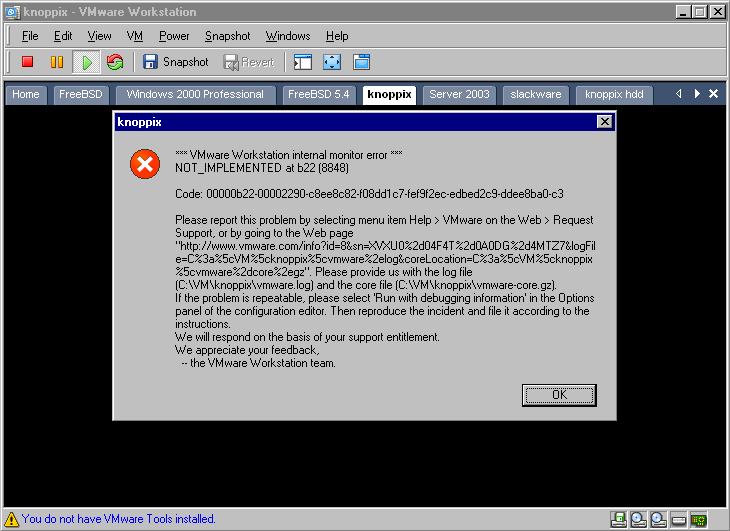 knoppix - VMware Workstation
File Edit View VM Power Snapshot Windows Help
Snapshot Revert
Home FreeBSD Windows 2000 Professional FreeBSD 5.4 knoppix Server 2003 slackware knoppix hdd
knoppix
*** VMware Workstation internal monitor error ***
NOT_IMPLEMENTED at b22 (8848)
Code: 00000b22-00002290-c8ee8c82-f08dd1c7-fef9f2ec-edbed2c9-ddee8ba0-c3
Please report this problem by selecting menu item Help > VMware on the Web > Request
Support, or by going to the Web page
"http://www.vmware.com/info?id=8&sn=XVXU0%2d04F4T%2d0A0DG%2d4MTZ7&logFil
e=C%3a%5cVM%5cknoppix%5cvmware%2elog&coreLocation=C%3a%5cVM%5cknoppix
%5cvmware%2dcore%2egz". Please provide us with the log file
(C:\VM\knoppix\vmware.log) and the core file (C:\VM\knoppix\vmware-core.gz).
If the problem is repeatable, please select 'Run with debugging information' in the Options
panel of the configuration editor. Then reproduce the incident and file it according to the
instructions.
We will respond on the basis of your support entitlement.
We appreciate your feedback,
-- the VMware Workstation team.
OK
You do not have VMware Tools installed.